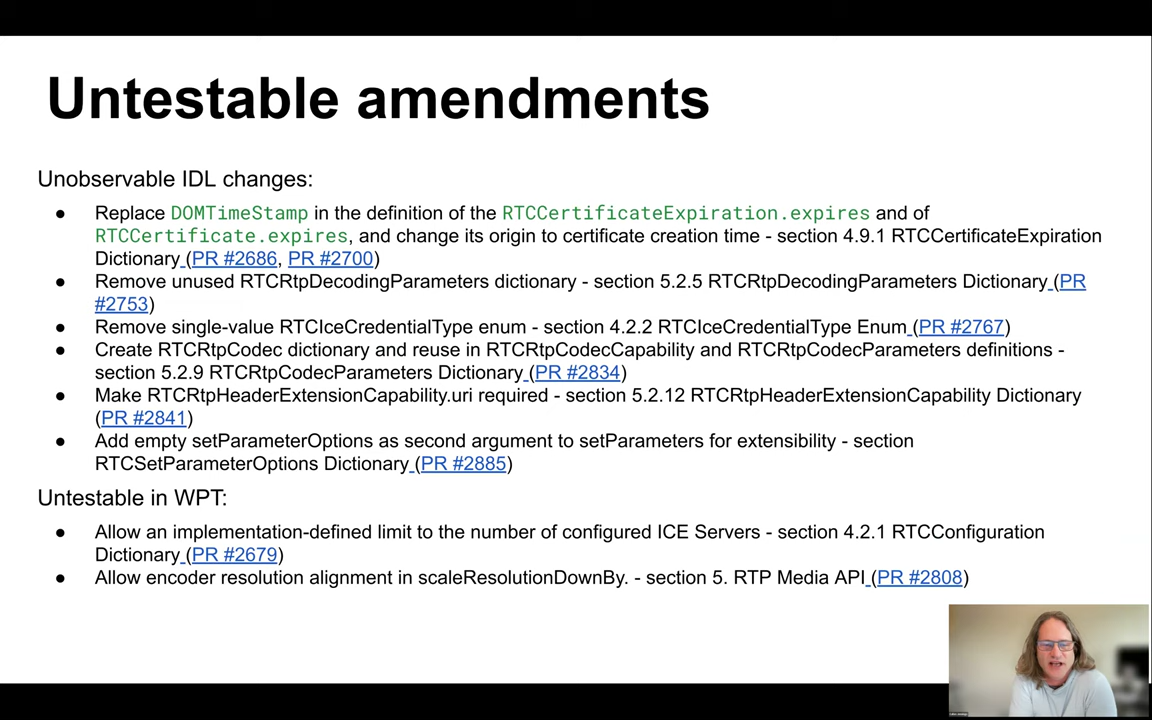 Untestable amendments
Unobservable IDL changes:
● Replace DOMTimeStamp in the definition of the RTCCertificateExpiration.expires and of
RTCCertificate.expires, and change its origin to certificate creation time - section 4.9.1 RTCCertificateExpiration
Dictionary (PR #2686, PR #2700)
● Remove unused RTCRtpDecodingParameters dictionary - section 5.2.5 RTCRtpDecodingParameters Dictionary (PR
#2753)
● Remove single-value RTCIceCredentialType enum - section 4.2.2 RTCIceCredentialType Enum (PR #2767)
● Create RTCRtpCodec dictionary and reuse in RTCRtpCodecCapability and RTCRtpCodecParameters definitions -
section 5.2.9 RTCRtpCodecParameters Dictionary (PR #2834)
● Make RTCRtpHeaderExtensionCapability.uri required - section 5.2.12 RTCRtpHeaderExtensionCapability Dictionary
(PR #2841)
● Add empty setParameterOptions as second argument to setParameters for extensibility - section
RTCSetParameterOptions Dictionary (PR #2885)
Untestable in WPT:
● Allow an implementation-defined limit to the number of configured ICE Servers - section 4.2.1 RTCConfiguration
Dictionary (PR #2679)
● Allow encoder resolution alignment in scaleResolutionDownBy. - section 5. RTP Media API (PR #2808)